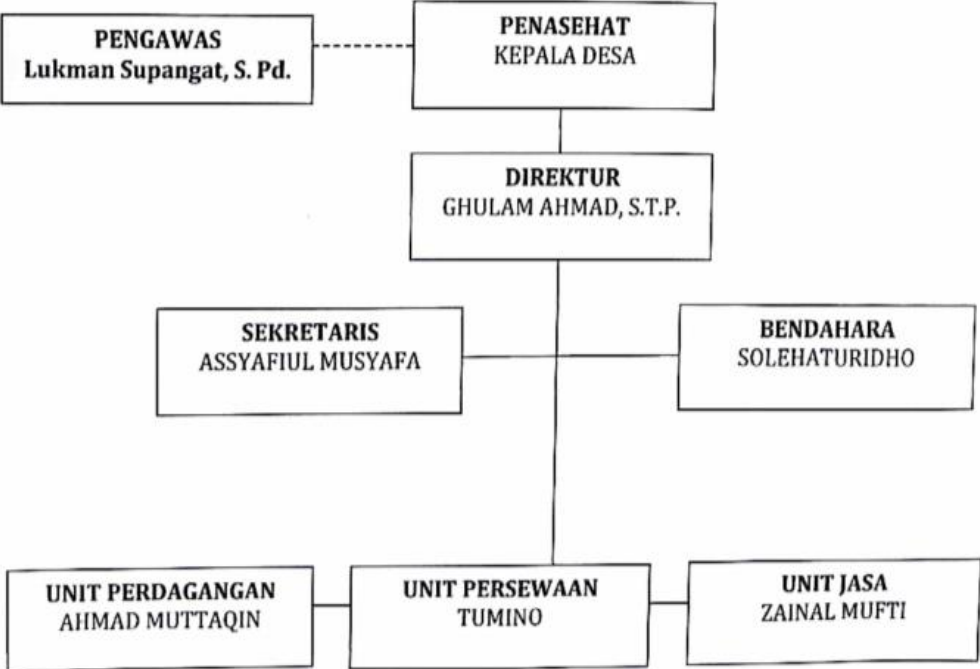 PENGAWAS
Lukman Supangat, S. Pd.
PENASEHAT
KEPALA DESA
DIREKTUR
GHULAM AHMAD, S.T.P.
SEKRETARIS
ASSYAFIUL MUSYAFA
BENDAHARA
SOLEHATURIDHO
UNIT PERDAGANGAN
AHMAD MUTTAQIN
UNIT PERSEWAAN
TUMINO
UNIT JASA
ZAINAL MUFTI